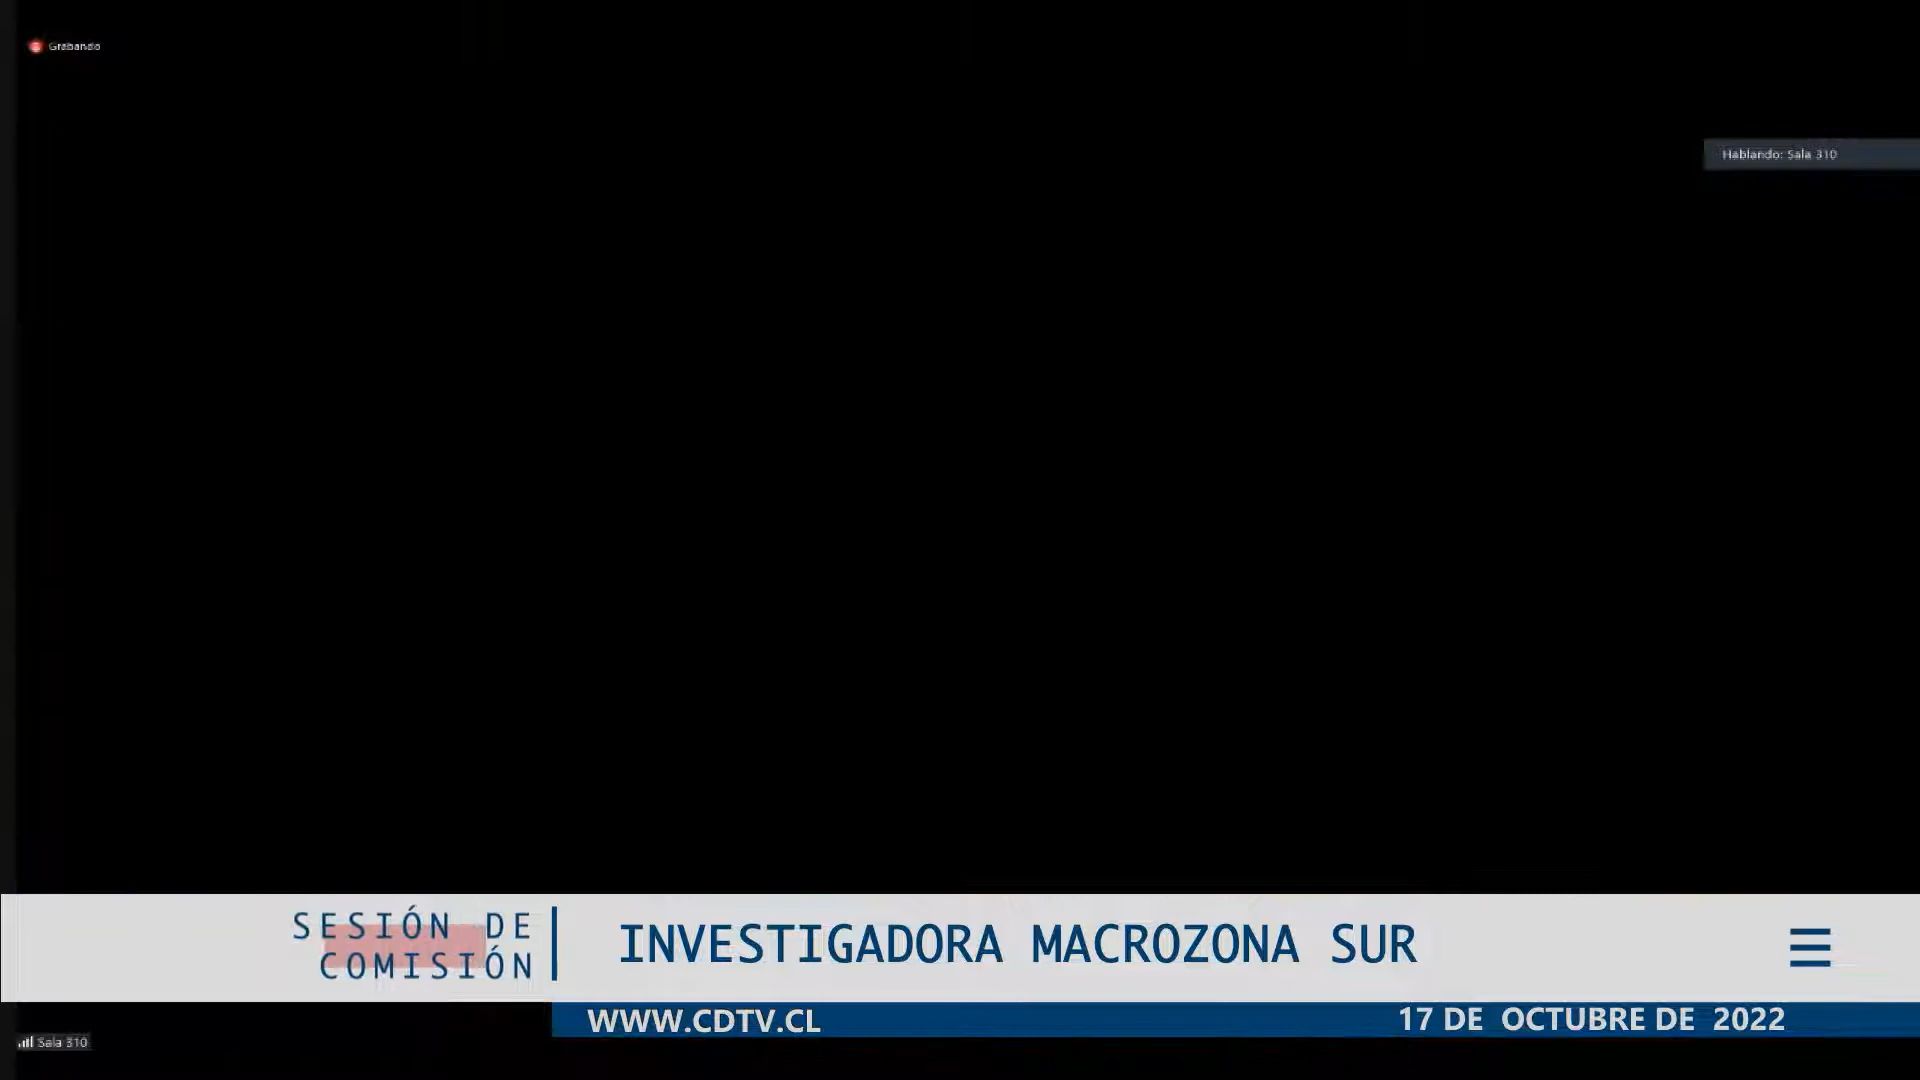 Grabando
Hablando: Sala 310
SESIÓN DE
COMISIÓN
INVESTIGADORA MACROZONA SUR
WWW.CDTV.CL
17 DE OCTUBRE DE 2022
Sala 310